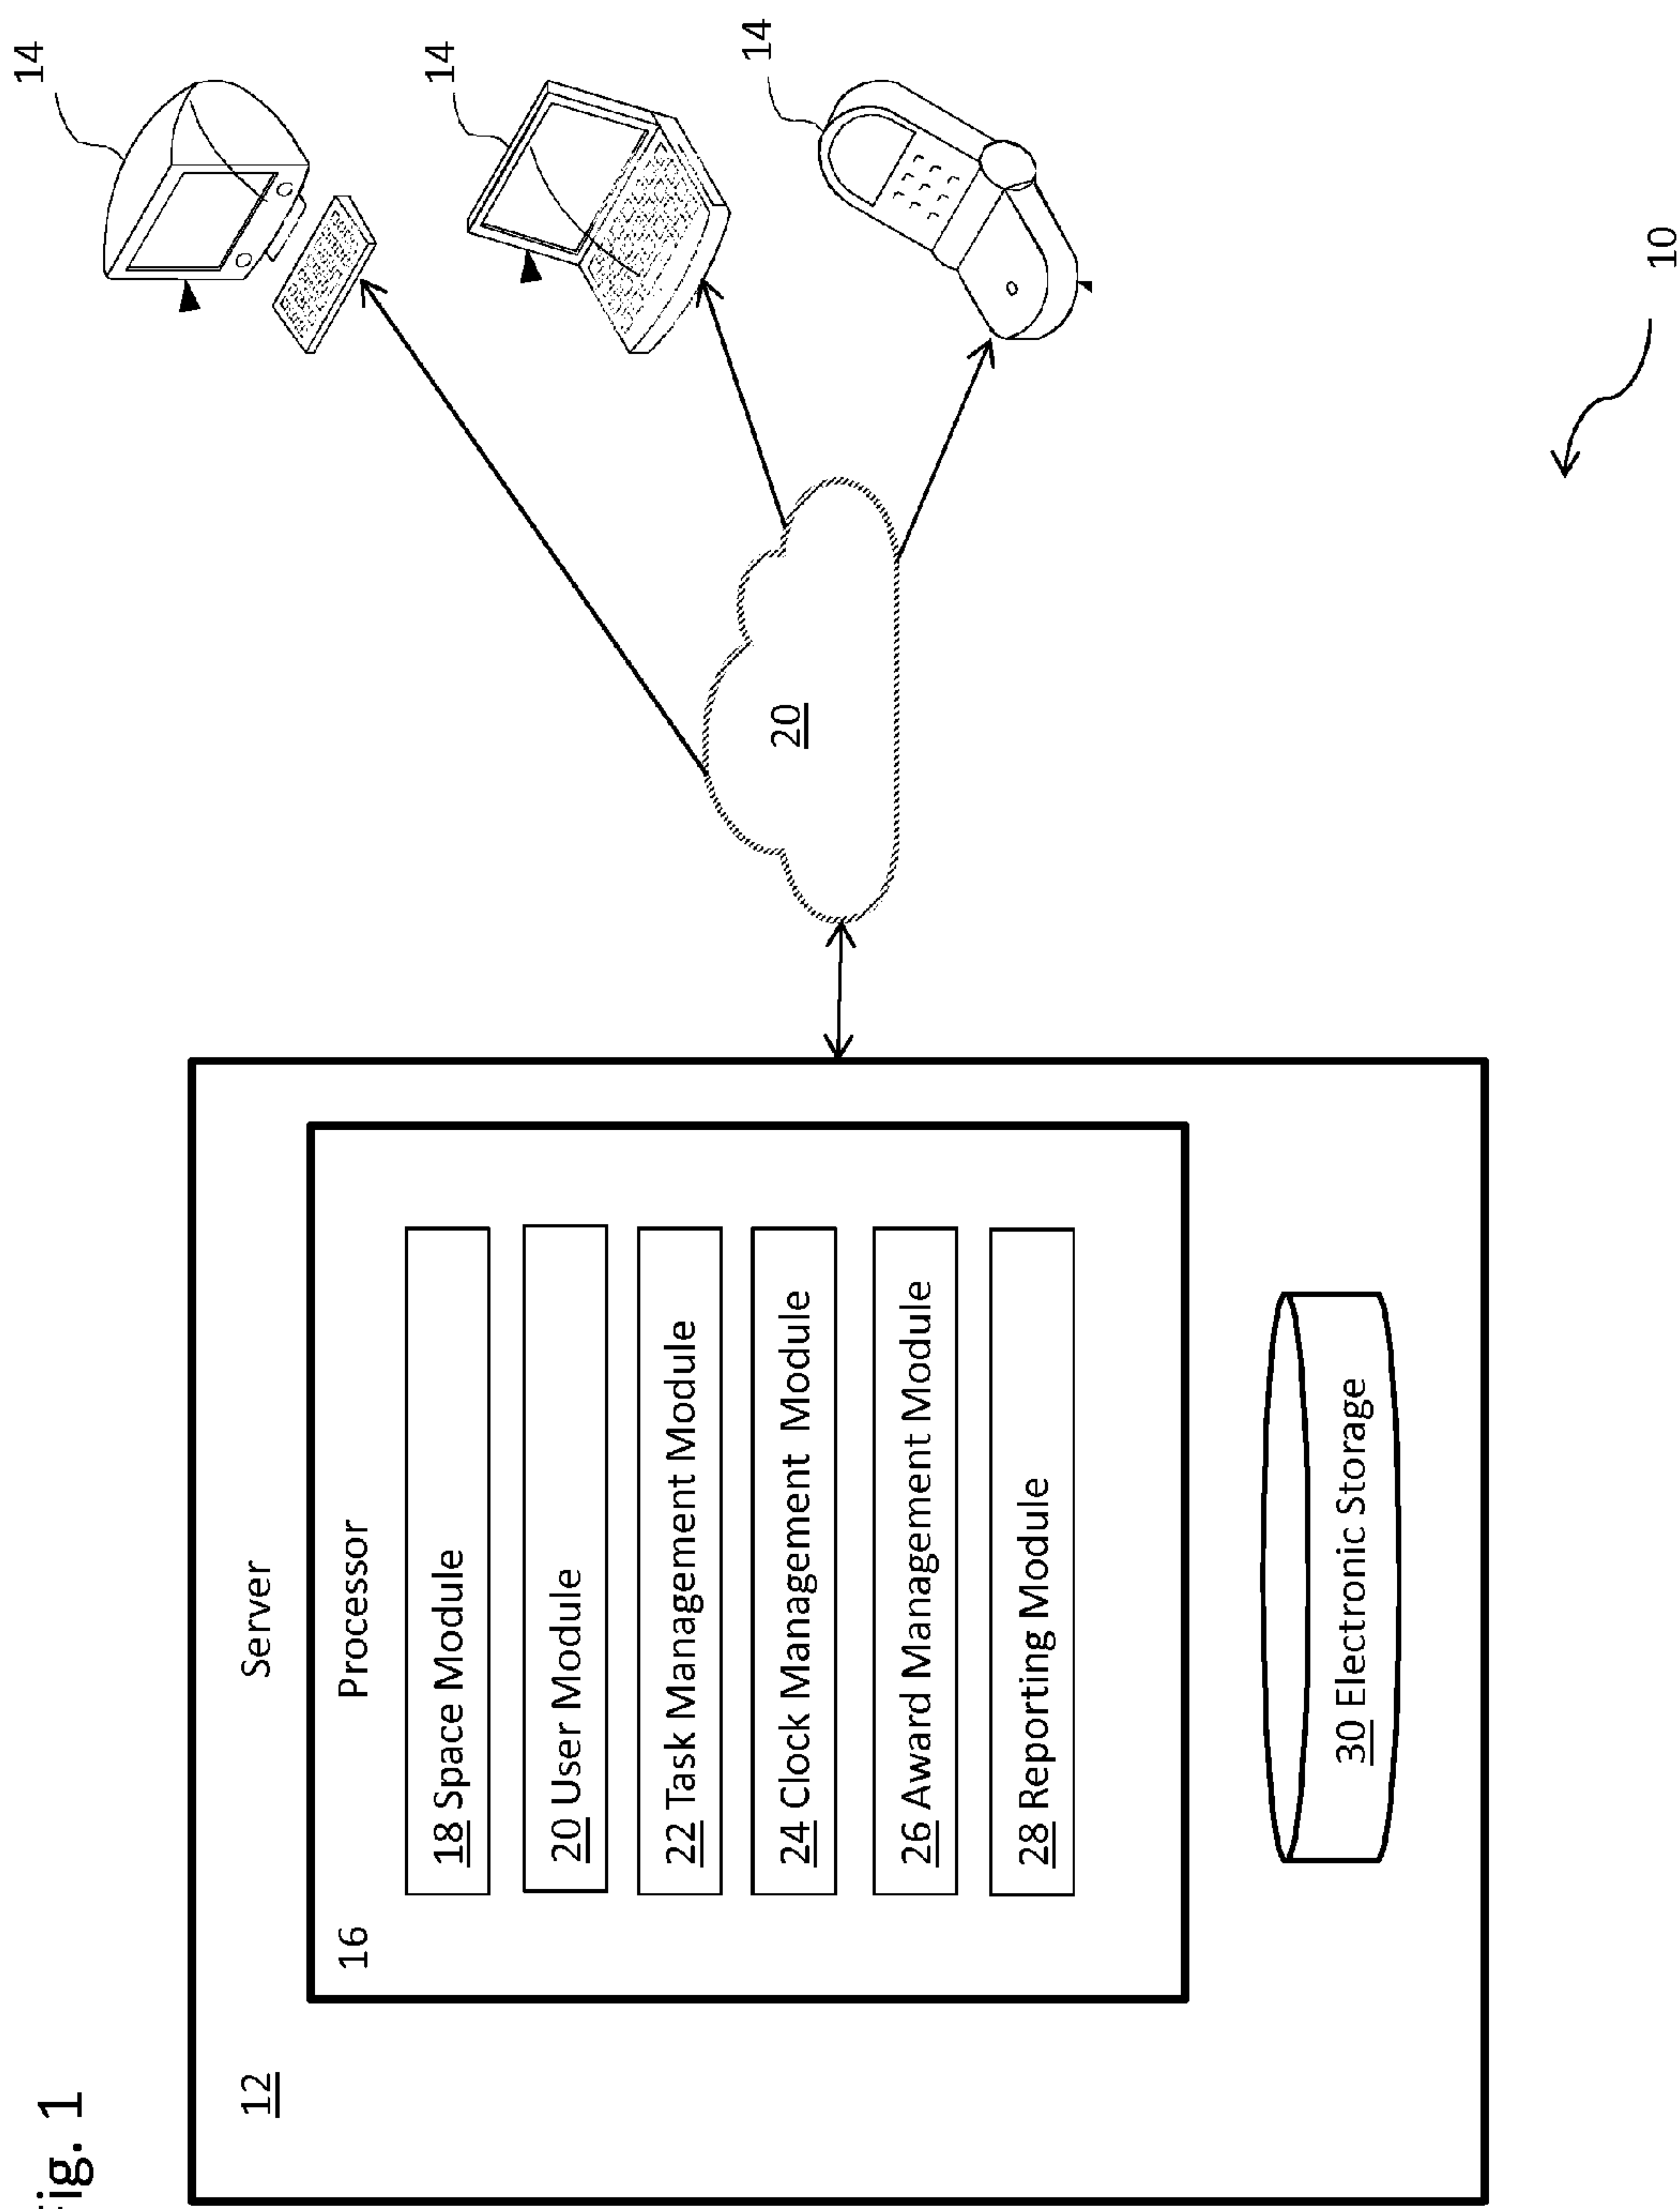 Fig. 1
12
Server
16
Processor
18 Space Module
20 User Module
22 Task Management Module
24 Clock Management Module
26 Award Management Module
28 Reporting Module
30 Electronic Storage
20
14
14
14
10